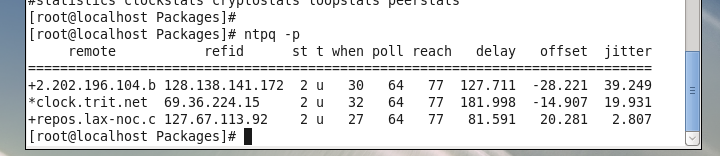 #statistics clockstats cryptostats loopstats peerstats
[root@localhost Packages]#
[root@localhost Packages]# ntpq -p
     remote           refid      st t when poll reach   delay   offset  jitter
==============================================================================
+2.202.196.104.b 128.138.141.172  2 u   30   64   77  127.711  -28.221  39.249
*clock.trit.net  69.36.224.15     2 u   32   64   77  181.998  -14.907  19.931
+repos.lax-noc.c 127.67.113.92    2 u   27   64   77   81.591   20.281   2.807
[root@localhost Packages]#